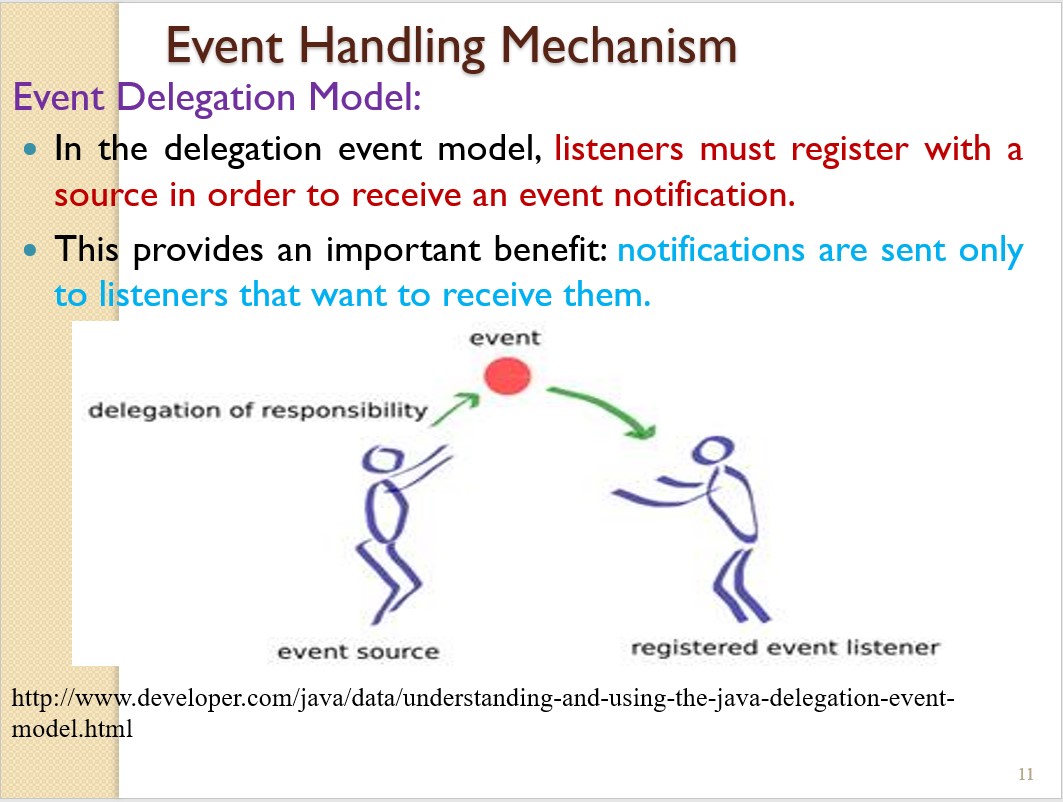 Event Handling Mechanism
Event Delegation Model:
• In the delegation event model, listeners must register with a
source in order to receive an event notification.
• This provides an important benefit: notifications are sent only
to listeners that want to receive them.
event
delegation of responsibility
event source
registered event listener
http://www.developer.com/java/data/understanding-and-using-the-java-delegation-event-
model.html
11